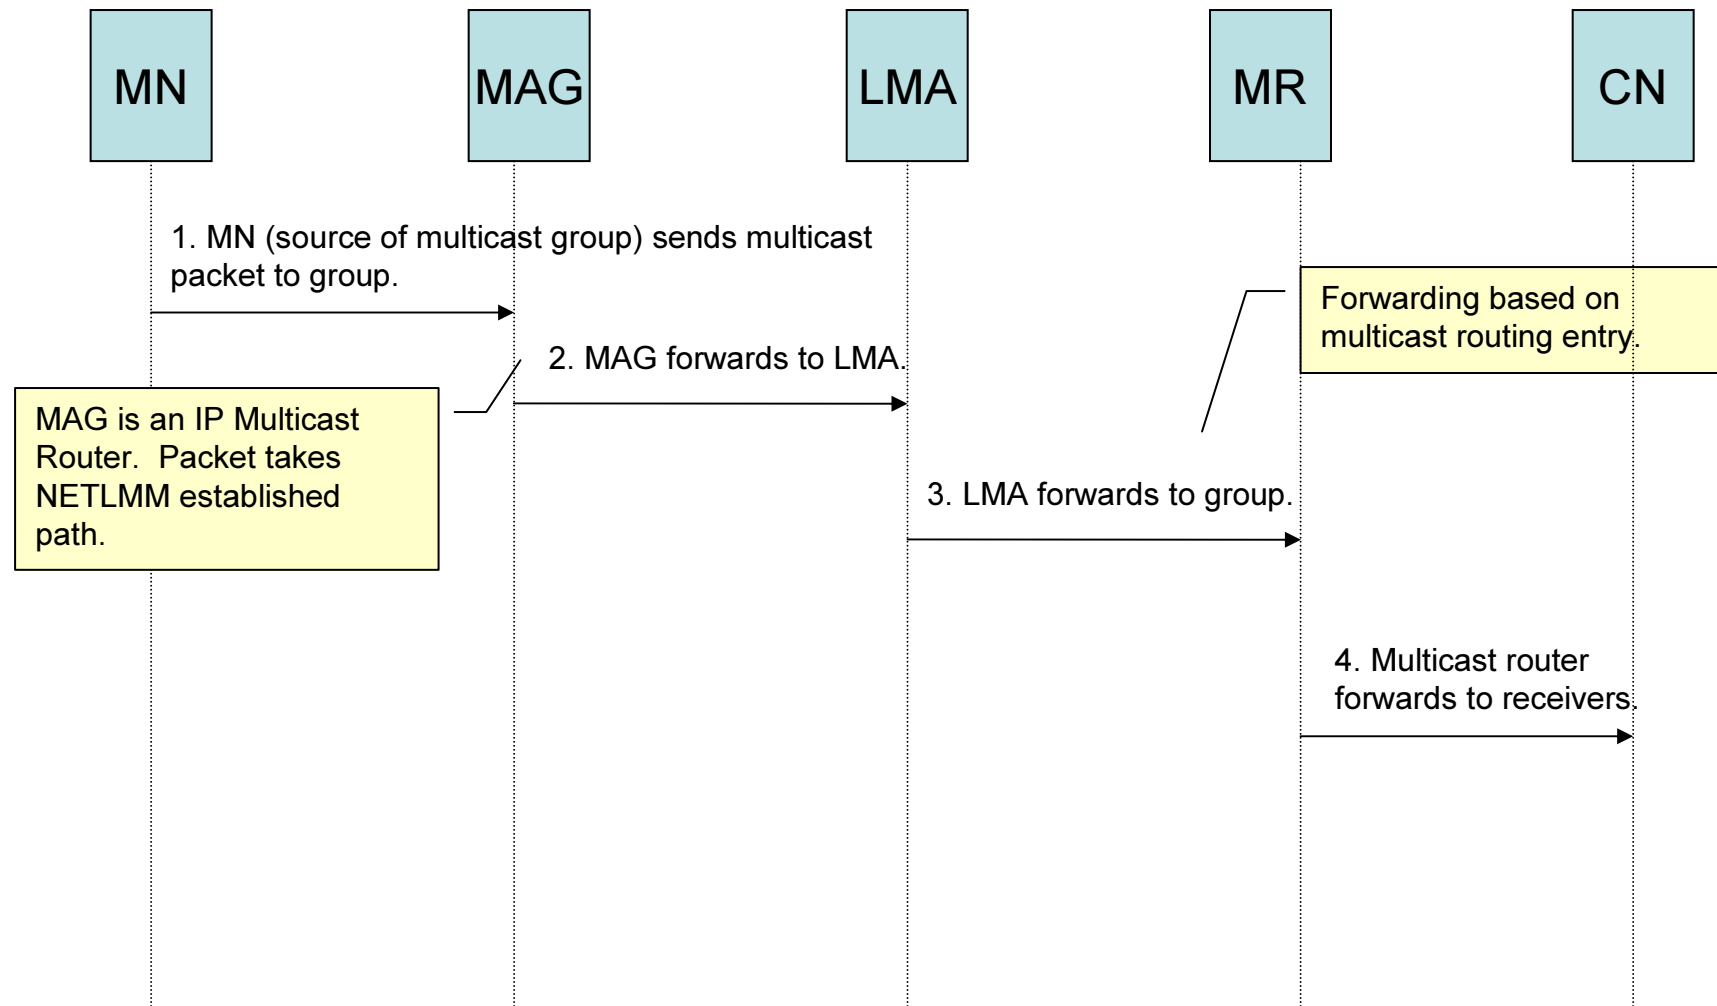 MN
MAG
LMA
MR
CN
1. MN (source of multicast group) sends multicast
packet to group.
Forwarding based on
multicast routing entry.
2. MAG forwards to LMA.
MAG is an IP Multicast
Router.  Packet takes
NETLMM established
path.
3. LMA forwards to group.
4. Multicast router
forwards to receivers.